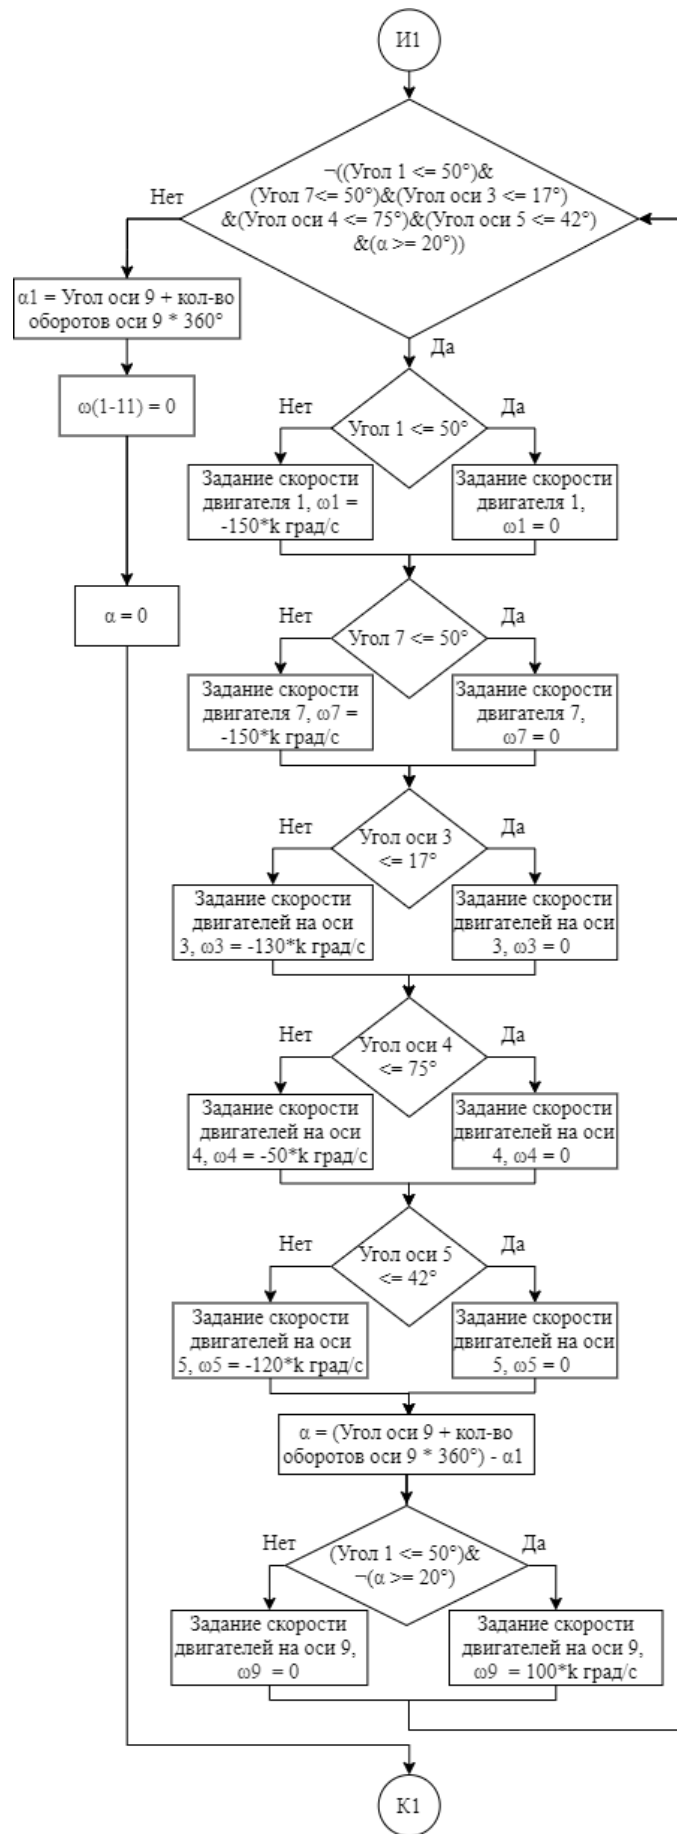 И1
¬((Угол 1 <= 50°)&
(Угол 7<= 50°)&(Угол оси 3 <= 17°)
&(Угол оси 4 <= 75°)&(Угол оси 5 <= 42°)
&(α >= 20°))
Нет
Да
α1 = Угол оси 9 + кол-во
оборотов оси 9 * 360°
ω(1-11) = 0
α = 0
Угол 1 <= 50°
Нет
Да
Задание скорости
двигателя 1, ω1 =
-150*k град/с
Задание скорости
двигателя 1,
ω1 = 0
Угол 7 <= 50°
Нет
Да
Задание скорости
двигателя 7, ω7 =
-150*k град/с
Задание скорости
двигателя 7,
ω7 = 0
Угол оси 3
<= 17°
Нет
Да
Задание скорости
двигателей на оси
3, ω3 = -130*k град/с
Задание скорости
двигателей на оси
3, ω3 = 0
Угол оси 4
<= 75°
Нет
Да
Задание скорости
двигателей на оси
4, ω4 = -50*k град/с
Задание скорости
двигателей на оси
4, ω4 = 0
Угол оси 5
<= 42°
Нет
Да
Задание скорости
двигателей на оси
5, ω5 = -120*k град/с
Задание скорости
двигателей на оси
5, ω5 = 0
α = (Угол оси 9 + кол-во
оборотов оси 9 * 360°) - α1
(Угол 1 <= 50°)&
¬(α >= 20°)
Нет
Да
Задание скорости
двигателей на оси 9,
ω9 = 0
Задание скорости
двигателей на оси 9,
ω9 = 100*k град/с
К1